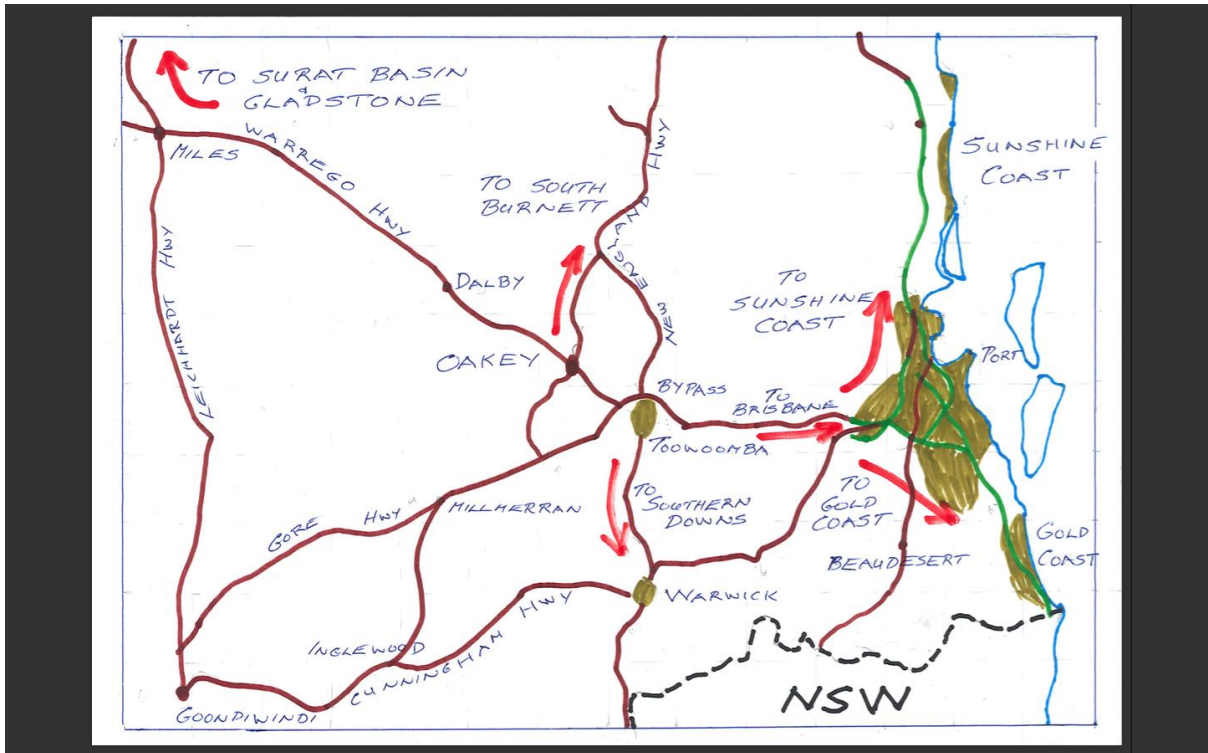 TO SURAT BASIN
&
GLADSTONE
WARREGO HWY
MILES
LEICHHARDT HWY
TO SOUTH
BURNETT
NEW ENGLAND HWY
SUNSHINE
COAST
DALBY
TO
SUNSHINE
COAST
OAKEY
PORT
BYPASS
TO
BRISBANE
TOOWOOMBA
TO
SOUTHERN
DOWNS
TO
GOLD
COAST
GORE HWY
MILLHERRAN
BEAUDESERT
GOLD
COAST
WARWICK
INGLEWOOD
CUNNINGHAM HWY
GOONDIWINDI
NSW